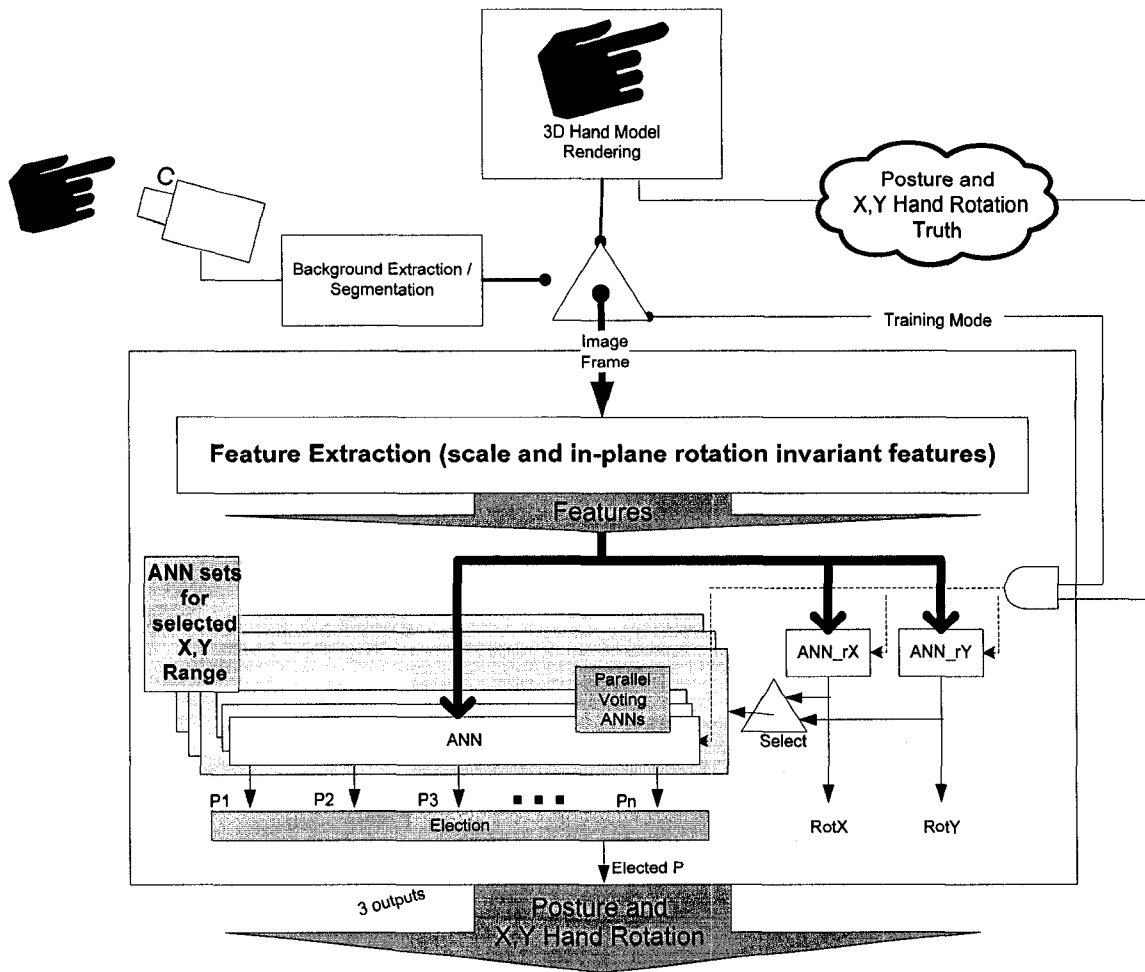 3D Hand Model
Rendering
C
Posture and
X,Y Hand Rotation
Truth
Background Extraction /
Segmentation
Training Mode
Image
Frame
Feature Extraction (scale and in-plane rotation invariant features)
Features
ANN sets
for
selected
X,Y
Range
ANN_rX
ANN_rY
Parallel
Voting
ANNs
ANN
Select
P1
P2
P3
Pn
Election
RotX
RotY
Elected P
3 outputs
Posture and
X,Y Hand Rotation